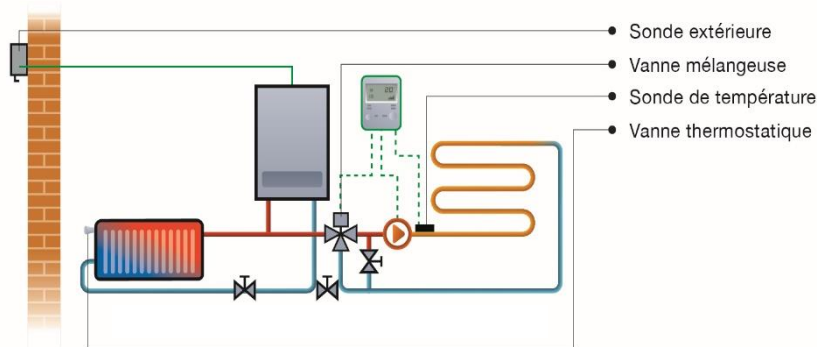 Sonde extérieure
Vanne mélangeuse
Sonde de température
Vanne thermostatique